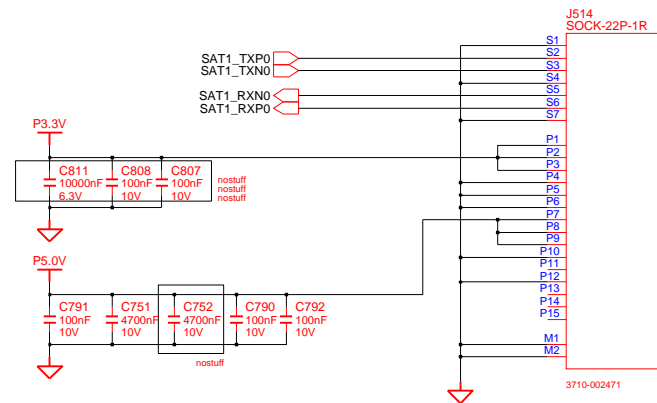 J514
SOCK-22P-1R
S1
SAT1_TXP0
S2
SAT1_TXN0
S3
S4
SAT1_RXN0
S5
SAT1_RXP0
S6
S7
P3.3V
P1
P2
P3
C811
C808
C807
10000nF
100nF
100nF
6.3V
10V
10V
nostuff
nostuff
nostuff
P4
P5
P6
P7
P8
P9
P5.0V
P10
P11
P12
P13
P14
P15
C791
C751
C752
C790
C792
100nF
4700nF
4700nF
100nF
100nF
10V
10V
10V
10V
10V
nostuff
M1
M2
3710-002471